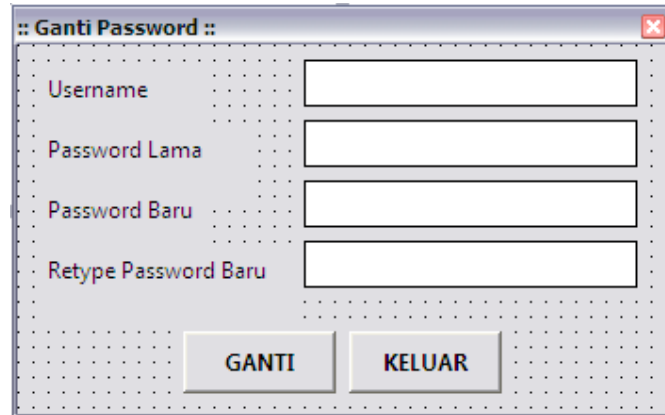 :: Ganti Password ::
Username
Password Lama
Password Baru
Retype Password Baru
GANTI KELUAR